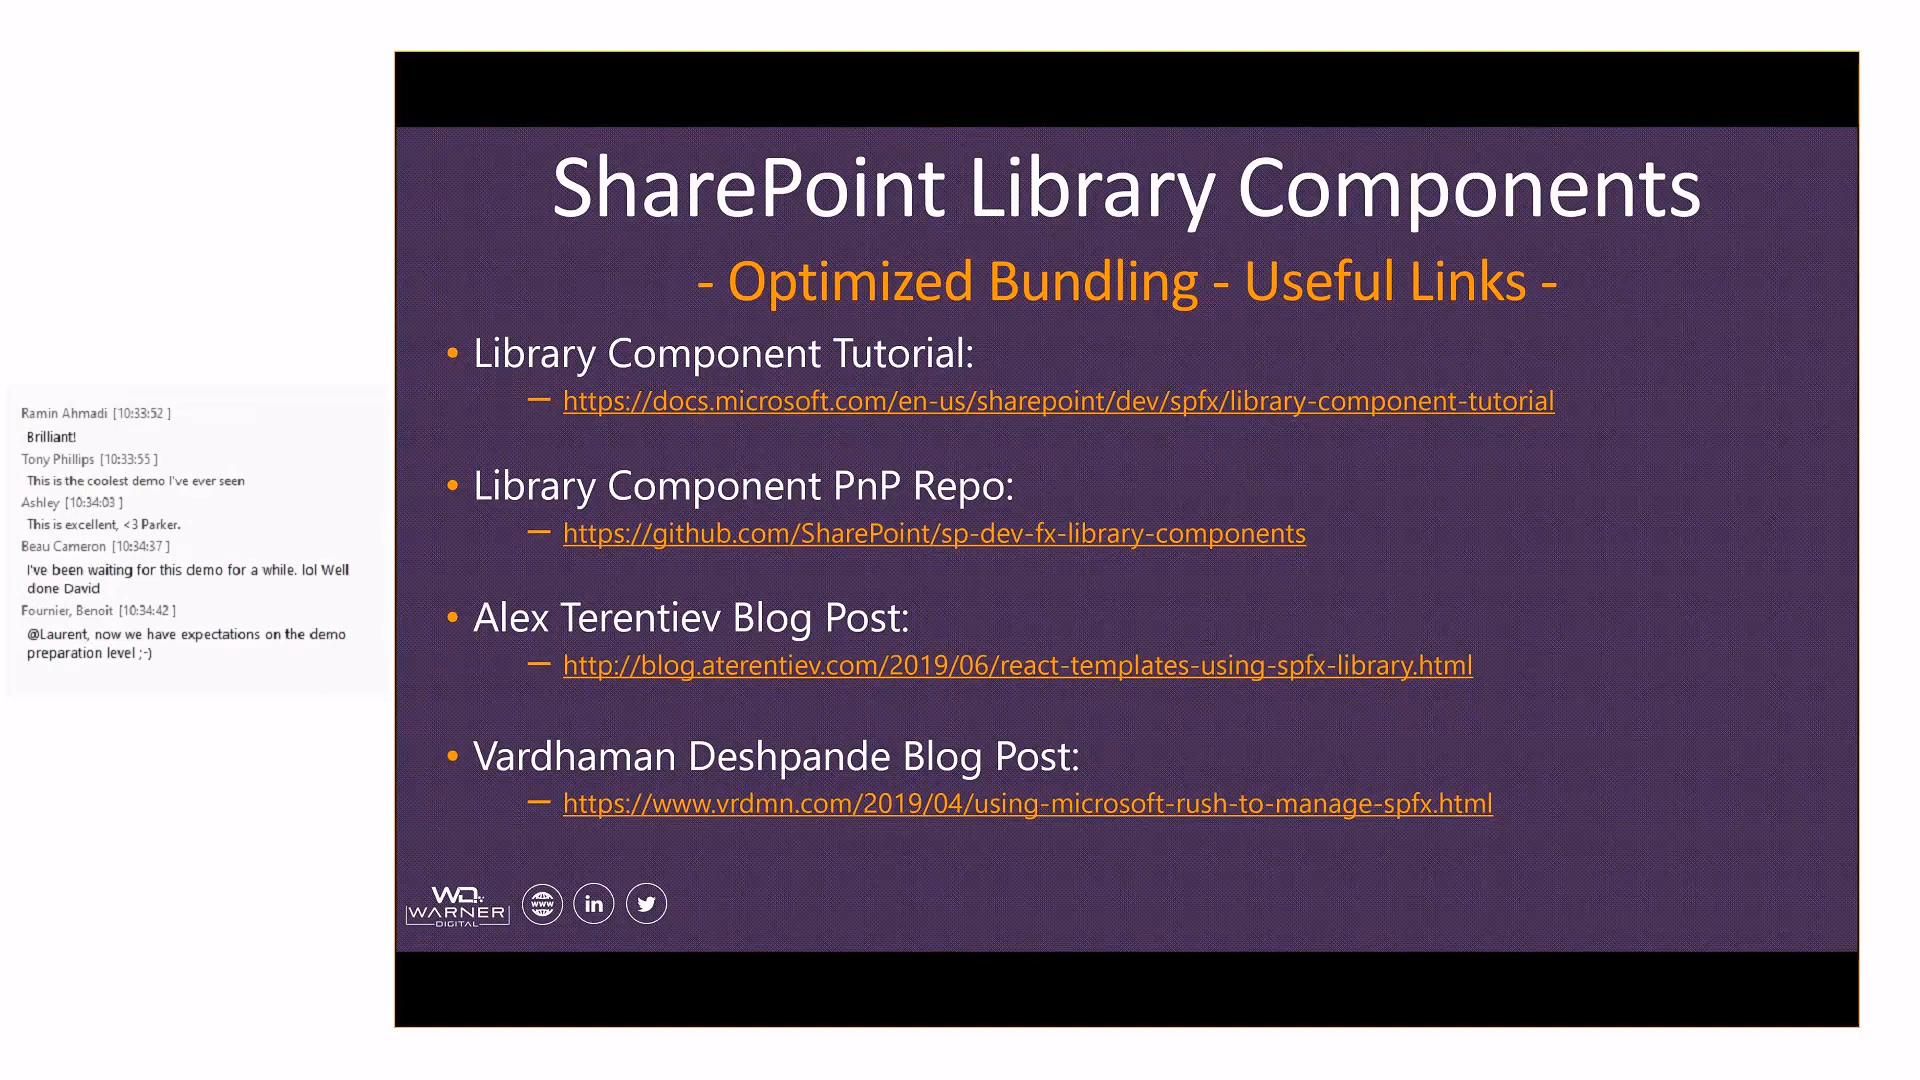 Ramin Ahmadi [10:33:52 ]
Brilliant!
Tony Phillips [10:33:55 ]
This is the coolest demo I've ever seen
Ashley [10:34:03 ]
This is excellent, <3 Parker.
Beau Cameron [10:34:37 ]
I've been waiting for this demo for a while. lol Well
done David
Fournier, Benoit [10:34:42 ]
@Laurent, now we have expectations on the demo
preparation level ;-)
SharePoint Library Components
- Optimized Bundling - Useful Links -
• Library Component Tutorial:
– https://docs.microsoft.com/en-us/sharepoint/dev/spfx/library-component-tutorial
• Library Component PnP Repo:
– https://github.com/SharePoint/sp-dev-fx-library-components
• Alex Terentiev Blog Post:
– http://blog.aterentiev.com/2019/06/react-templates-using-spfx-library.html
• Vardhaman Deshpande Blog Post:
– https://www.vrdmn.com/2019/04/using-microsoft-rush-to-manage-spfx.html
WD
WARNER
DIGITAL
www
in